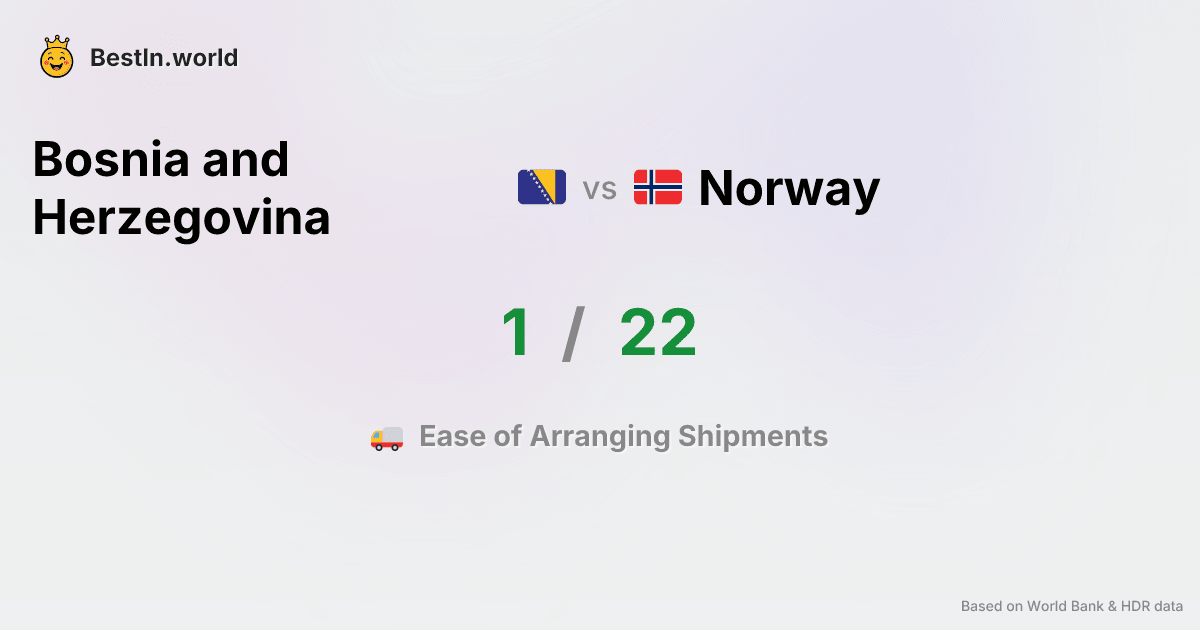 BestIn.world
Bosnia and
Herzegovina
vs
Norway
1 / 22
Ease of Arranging Shipments
Based on World Bank & HDR data